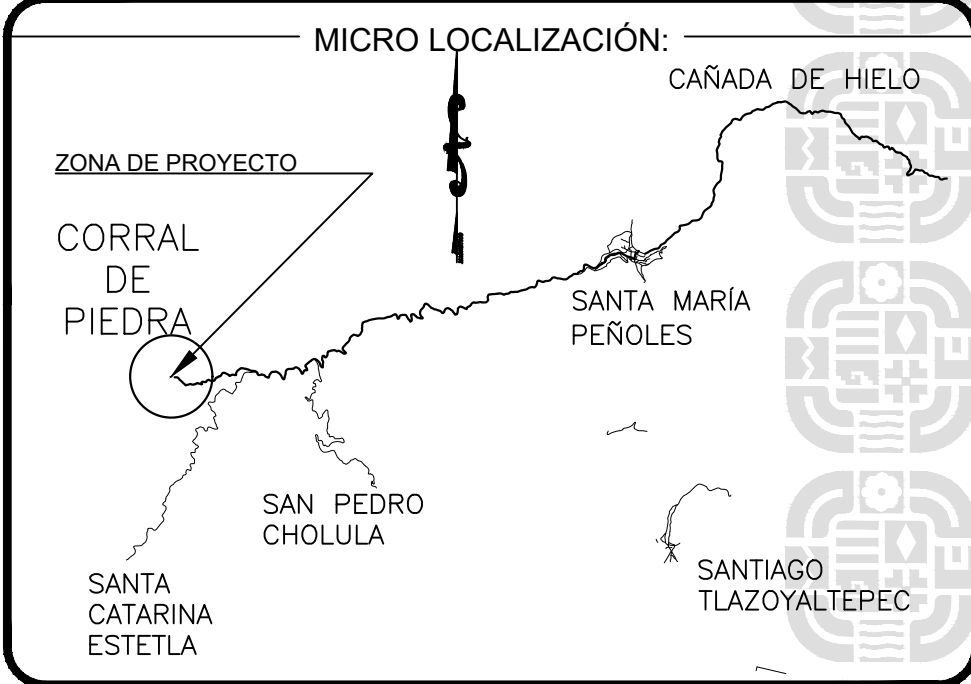 MICRO LOCALIZACIÓN:
CAÑADA DE HIELO
ZONA DE PROYECTO
CORRAL
DE
PIEDRA
SANTA MARÍA
PEÑOLES
SAN PEDRO
CHOLULA
SANTIAGO
TLAZOYALTEPEC
SANTA
CATARINA
ESTETLA